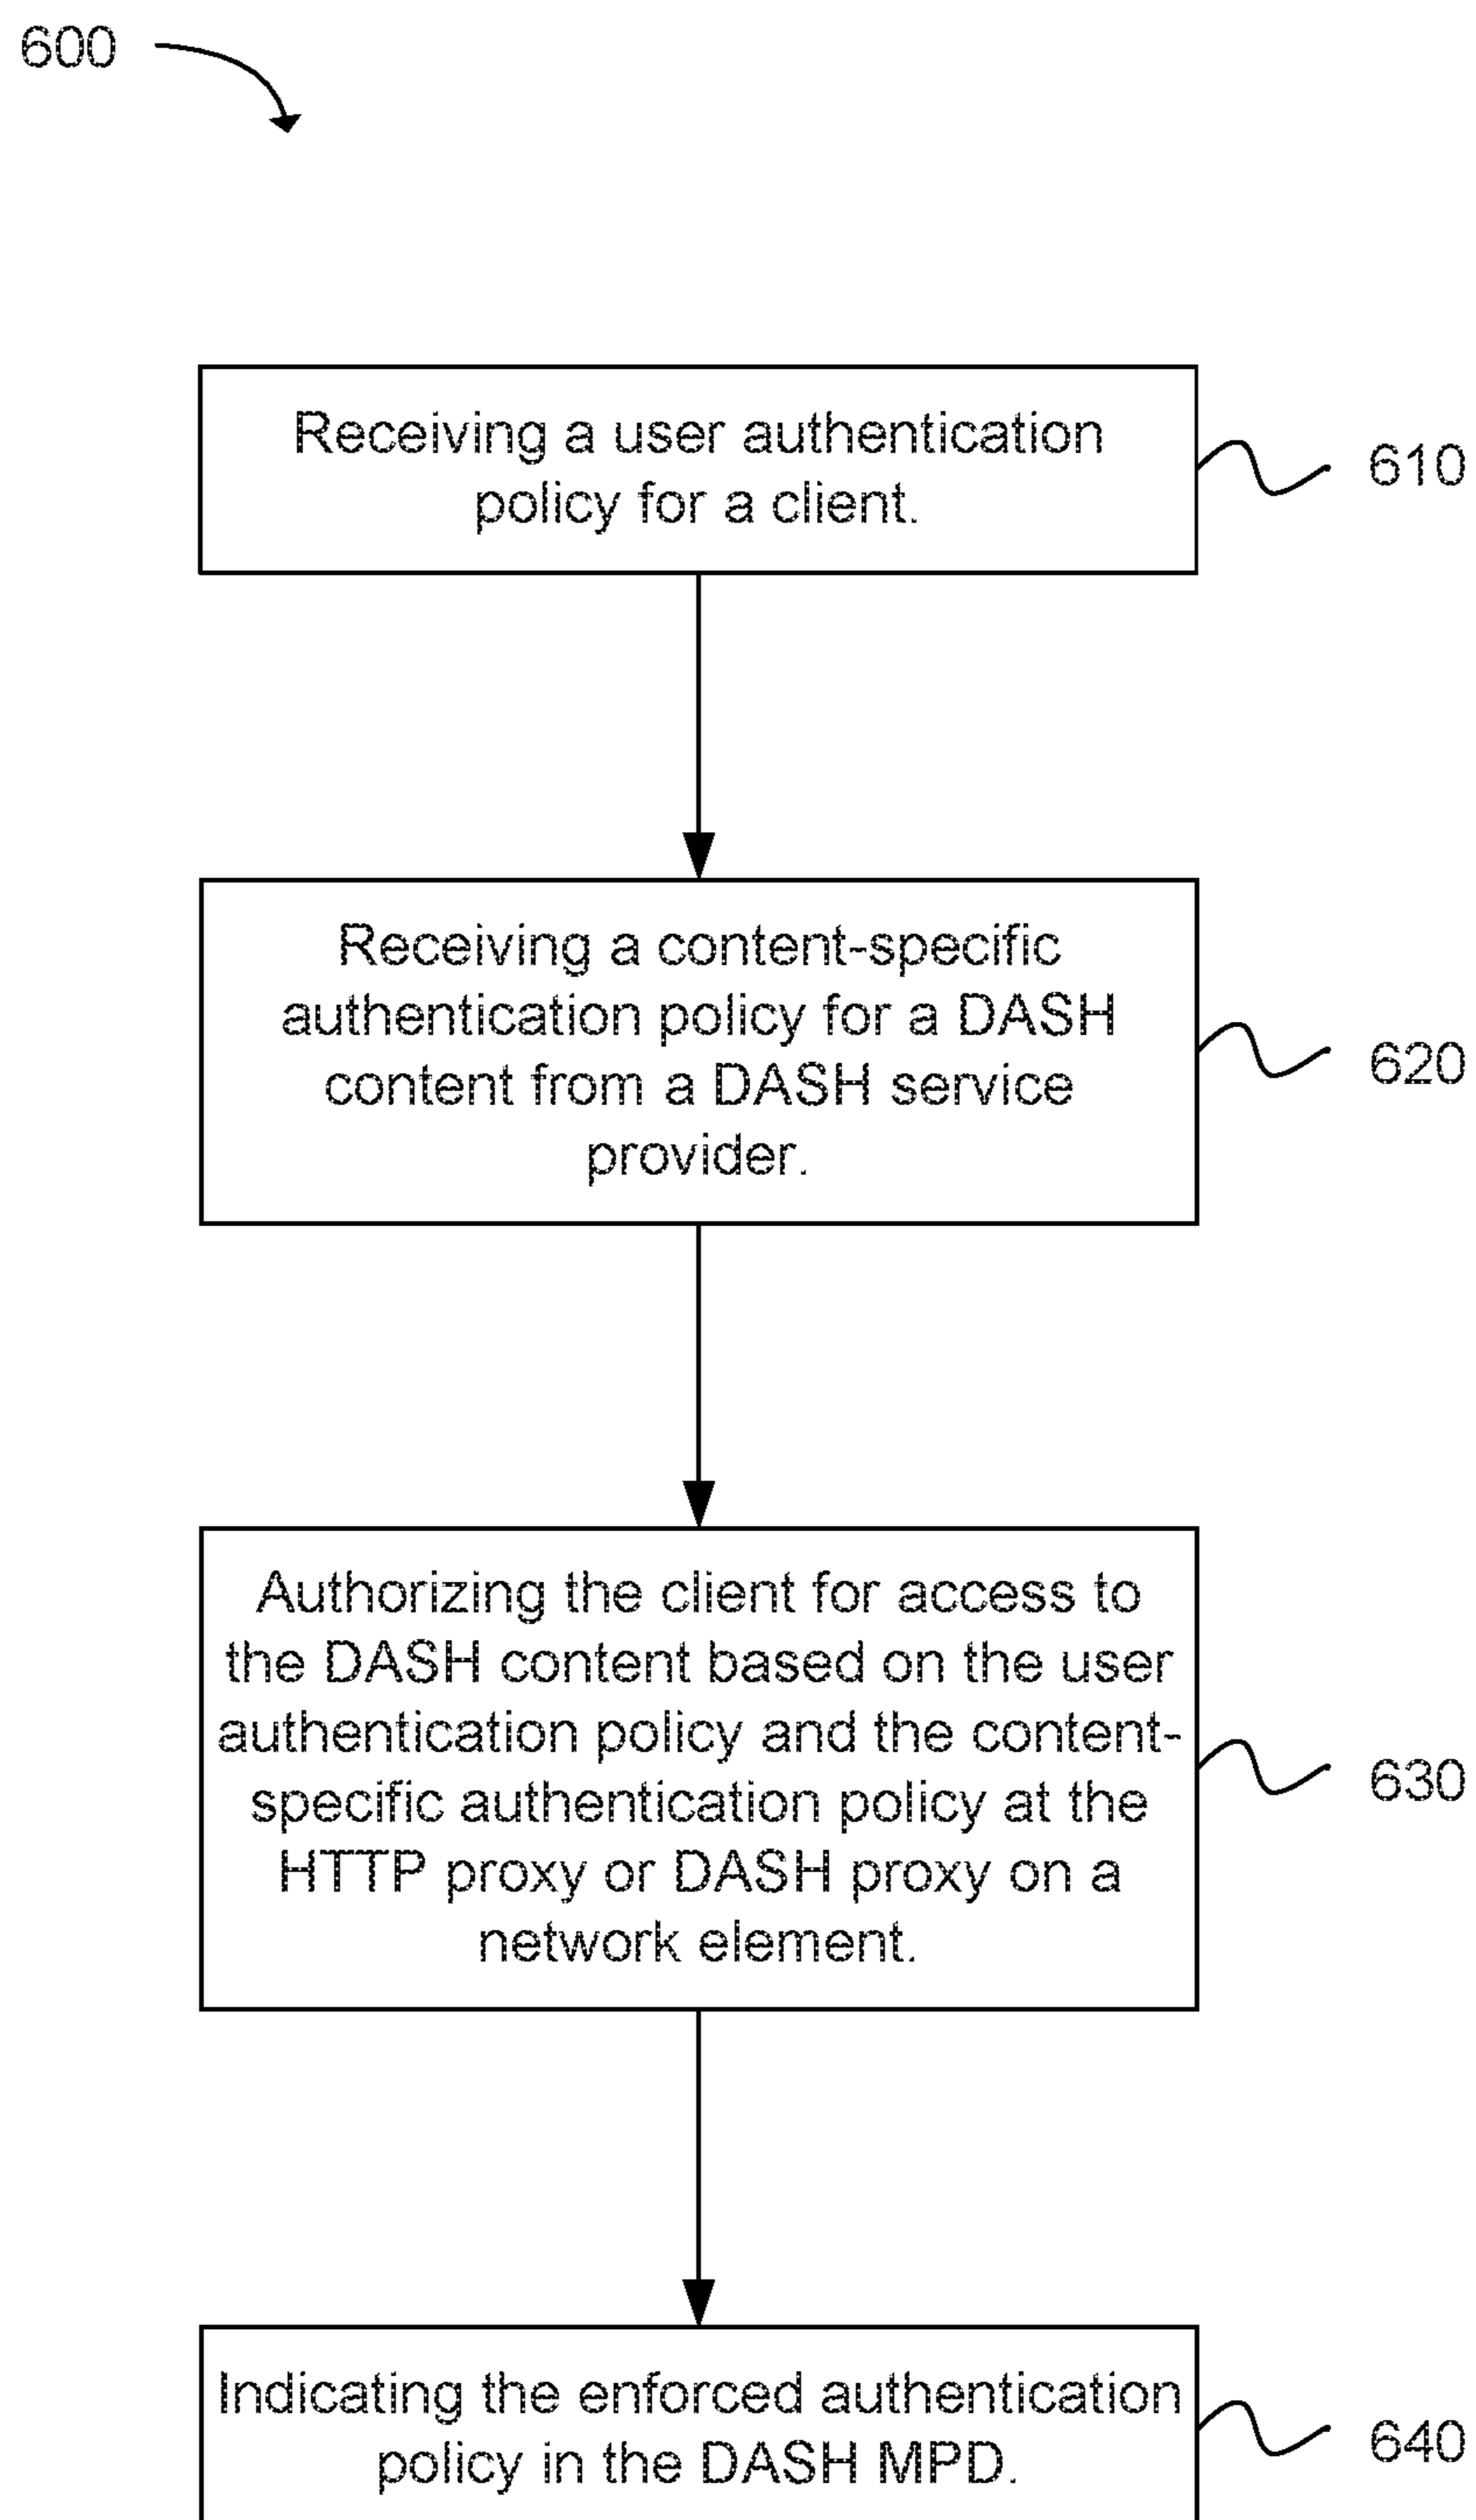 600
Receiving a user authentication
policy for a client.
610
Receiving a content-specific
authentication policy for a DASH
content from a DASH service
provider.
620
Authorizing the client for access to
the DASH content based on the user
authentication policy and the content-
specific authentication policy at the
HTTP proxy or DASH proxy on a
network element.
630
Indicating the enforced authentication
policy in the DASH MPD.
640